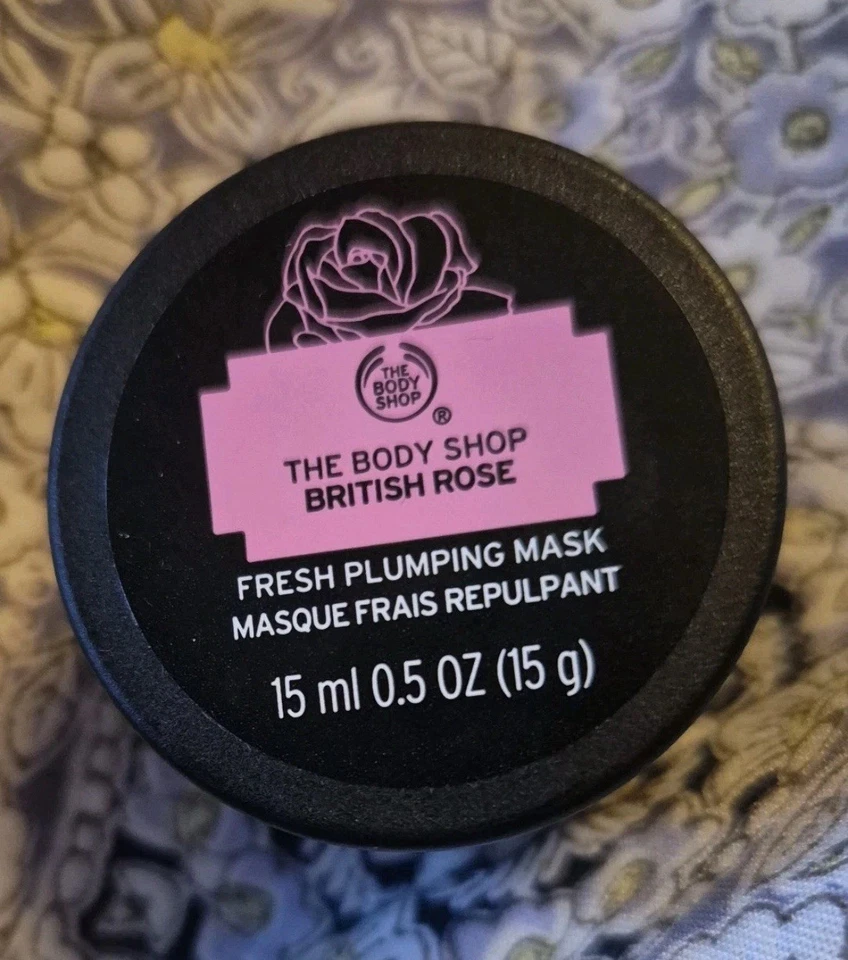 THE
BODY
SHOP
®
THE BODY SHOP
BRITISH ROSE
FRESH PLUMPING MASK
MASQUE FRAIS REPULPANT
15 ml 0.5 OZ (15 g)